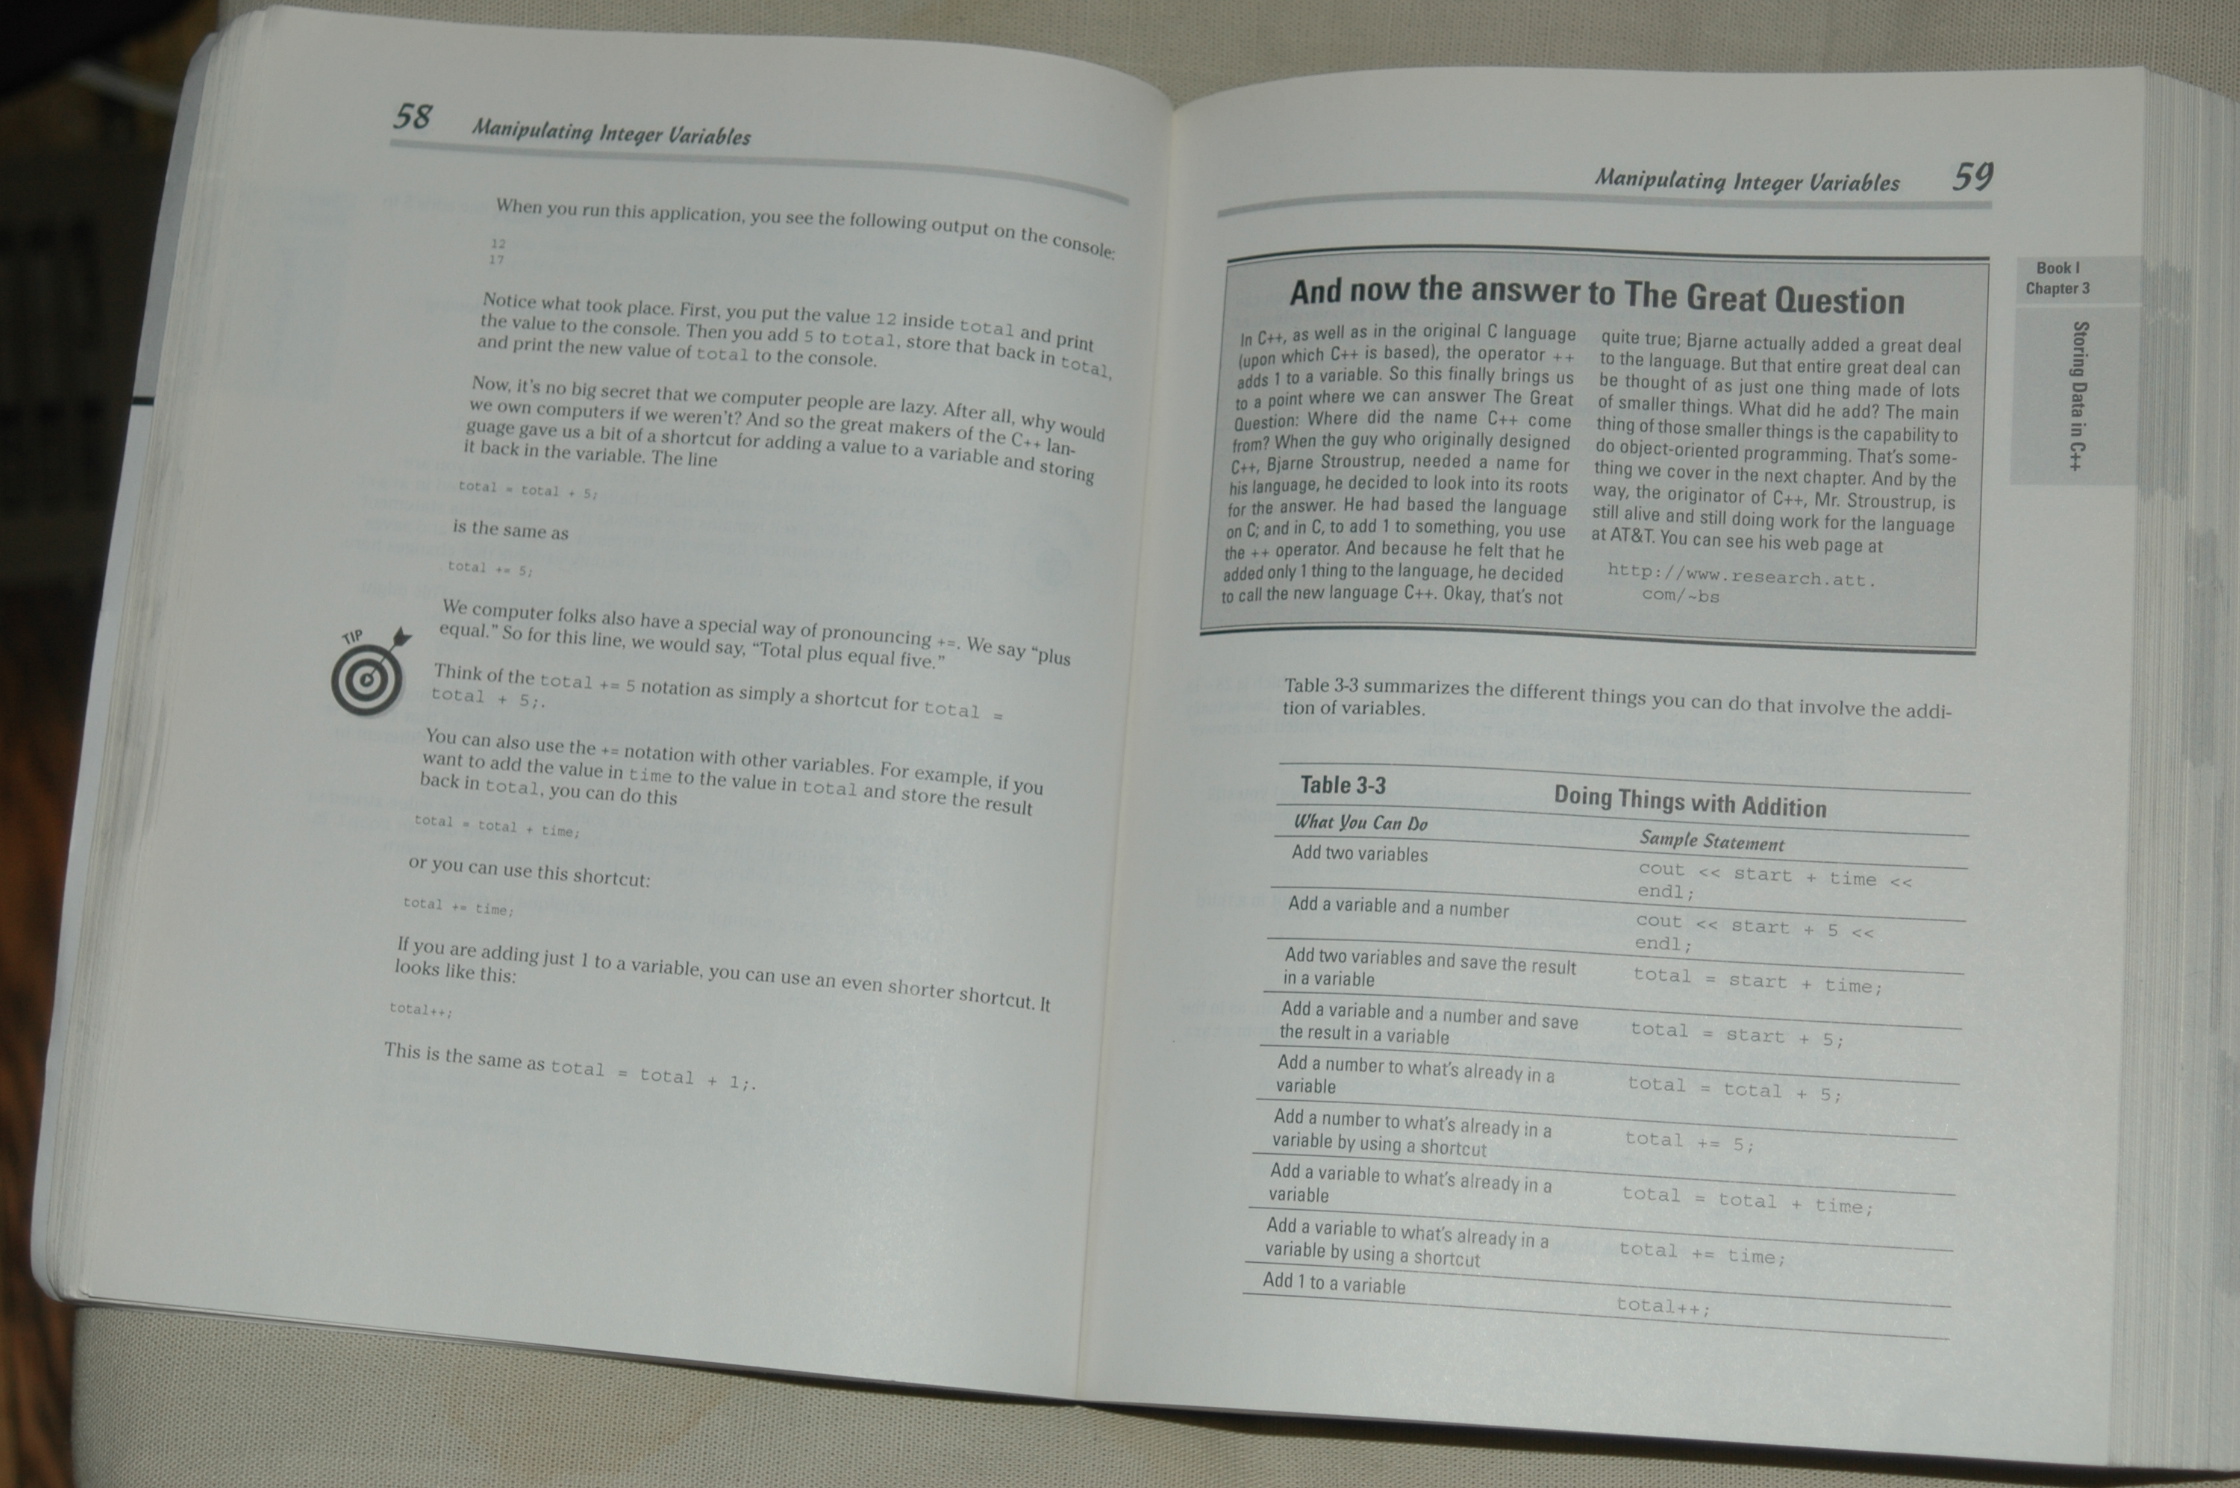 58 Manipulating Integer Variables
When you run this application, you see the following output on the console:
12
17
Notice what took place. First, you put the value 12 inside total and print
the value to the console. Then you add 5 to total, store that back in total,
and print the new value of total to the console.
Now, it's no big secret that we computer people are lazy. After all, why would
we own computers if we weren't? And so the great makers of the C++ lan-
guage gave us a bit of a shortcut for adding a value to a variable and storing
it back in the variable. The line
total = total + 5;
is the same as
total += 5;
We computer folks also have a special way of pronouncing +=. We say “plus
equal.” So for this line, we would say, “Total plus equal five.”
TIP
Think of the total += 5 notation as simply a shortcut for total =
total + 5;.
You can also use the += notation with other variables. For example, if you
want to add the value in time to the value in total and store the result
back in total, you can do this
total = total + time;
or you can use this shortcut:
total += time;
If you are adding just 1 to a variable, you can use an even shorter shortcut. It
looks like this:
total++;
This is the same as total = total + 1;.
Manipulating Integer Variables 59
Book I
Chapter 3
Storing
Data in C++
And now the answer to The Great Question
In C++, as well as in the original C language
(upon which C++ is based), the operator ++
adds 1 to a variable. So this finally brings us
to a point where we can answer The Great
Question: Where did the name C++ come
from? When the guy who originally designed
C++, Bjarne Stroustrup, needed a name for
his language, he decided to look into its roots
for the answer. He had based the language
on C; and in C, to add 1 to something, you use
the ++ operator. And because he felt that he
added only 1 thing to the language, he decided
to call the new language C++. Okay, that's not
quite true; Bjarne actually added a great deal
to the language. But that entire great deal can
be thought of as just one thing made of lots
of smaller things. What did he add? The main
thing of those smaller things is the capability to
do object-oriented programming. That's some-
thing we cover in the next chapter. And by the
way, the originator of C++, Mr. Stroustrup, is
still alive and still doing work for the language
at AT&T. You can see his web page at
http://www.research.att.
com/~bs
Table 3-3 summarizes the different things you can do that involve the addi-
tion of variables.
Table 3-3 Doing Things with Addition
What You Can Do Sample Statement
Add two variables cout << start + time <<
endl;
Add a variable and a number cout << start + 5 <<
endl;
Add two variables and save the result total = start + time;
in a variable
Add a variable and a number and save total = start + 5;
the result in a variable
Add a number to what's already in a total = total + 5;
variable
Add a number to what's already in a total += 5;
variable by using a shortcut
Add a variable to what's already in a total = total + time;
variable
Add a variable to what's already in a total += time;
variable by using a shortcut
Add 1 to a variable total++;